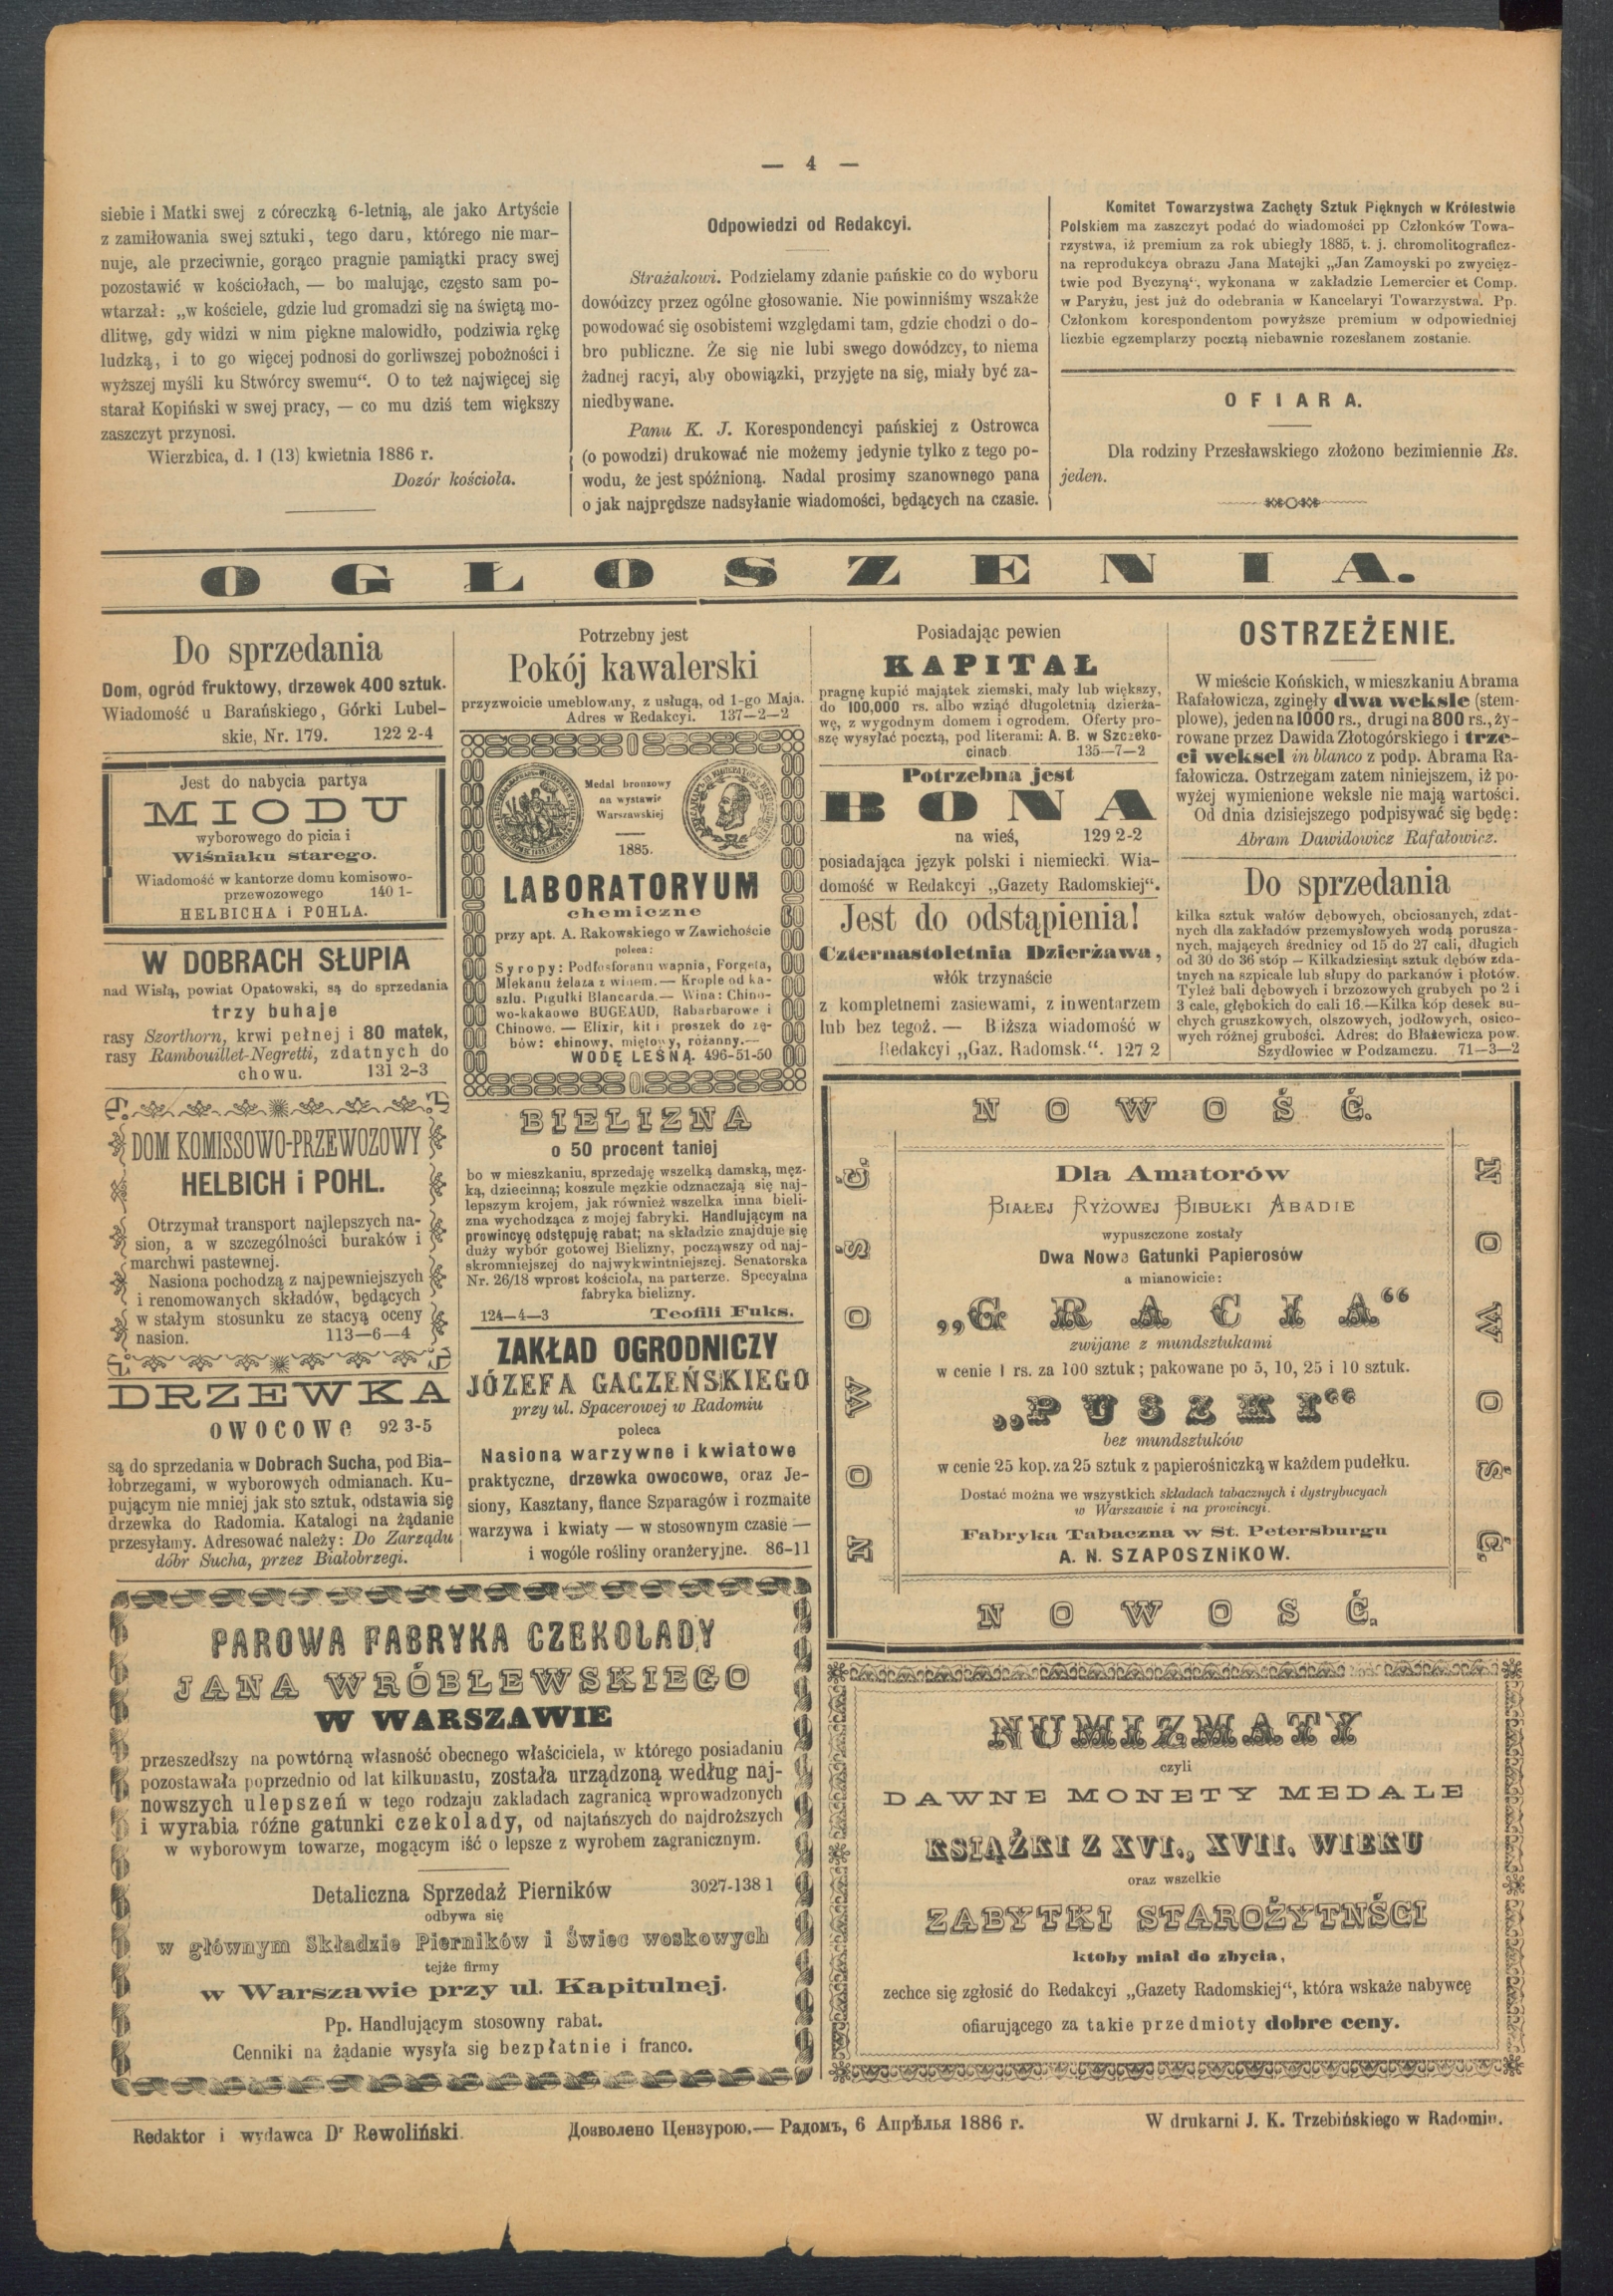 — 4 —
siebie i Matki swej z córeczką 6-letnią, ale jako Artyście
z zamiłowania swej sztuki, tego daru, którego nie mar-
nuje, ale przeciwnie, gorąco pragnie pamiątki pracy swej
pozostawić w kościołach, — bo malując, często sam po-
wtarzał: „w kościele, gdzie lud gromadzi się na świętą mo-
dlitwę, gdy widzi w nim piękne malowidło, podziwia rękę
ludzką, i to go więcej podnosi do gorliwszej pobożności i
wyższej myśli ku Stwórcy swemu“. O to też najwięcej się
starał Kopiński w swej pracy, — co mu dziś tem większy
zaszczyt przynosi.
Wierzbica, d. 1 (13) kwietnia 1886 r.
Dozór kościoła.
Odpowiedzi od Redakcyi.
Strażakowi. Podzielamy zdanie pańskie co do wyboru
dowódzcy przez ogólne głosowanie. Nie powinniśmy wszakże
powodować się osobistemi względami tam, gdzie chodzi o do-
bro publiczne. Że się nie lubi swego dowódzcy, to niema
żadnej racyi, aby obowiązki, przyjęte na się, miały być za-
niedbywane.
Panu K. J. Korespondencyi pańskiej z Ostrowca
(o powodzi) drukować nie możemy jedynie tylko z tego po-
wodu, że jest spóźnioną. Nadal prosimy szanownego pana
o jak najprędsze nadsyłanie wiadomości, będących na czasie.
Komitet Towarzystwa Zachęty Sztuk Pięknych w Królestwie
Polskiem ma zaszczyt podać do wiadomości pp Członków Towa-
rzystwa, iż premium za rok ubiegły 1885, t. j. chromolitograficz-
na reprodukcya obrazu Jana Matejki „Jan Zamoyski po zwycięz-
twie pod Byczyną“, wykonana w zakładzie Lemercier et Comp.
w Paryżu, jest już do odebrania w Kancelaryi Towarzystwa. Pp.
Członkom korespondentom powyższe premium w odpowiedniej
liczbie egzemplarzy pocztą niebawnie rozesłanem zostanie.
OFIARA.
Dla rodziny Przesławskiego złożono bezimiennie Rs.
jeden.
OGŁOSZENIA.
Do sprzedania
Dom, ogród fruktowy, drzewek 400 sztuk.
Wiadomość u Barańskiego, Górki Lubel-
skie, Nr. 179. 122 2-4
Jest do nabycia partya
MIODU
wyborowego do picia i
Wiśniaku starego.
Wiadomość w kantorze domu komisowo-
przewozowego 140 1-
HELBICHA i POHLA.
W DOBRACH SŁUPIA
nad Wisłą, powiat Opatowski, są do sprzedania
trzy buhaje
rasy Szorthorn, krwi pełnej i 80 matek,
rasy Rambouillet-Negretti, zdatnych do
chowu. 131 2-3
DOM KOMISSOWO-PRZEWOZOWY
HELBICH i POHL.
Otrzymał transport najlepszych na-
sion, a w szczególności buraków i
marchwi pastewnej.
Nasiona pochodzą z najpewniejszych
i renomowanych składów, będących
w stałym stosunku ze stacyą oceny
nasion. 113—6—4
DRZEWKA
owocowe 92 3-5
są do sprzedania w Dobrach Sucha, pod Bia-
łobrzegami, w wyborowych odmianach. Ku-
pującym nie mniej jak sto sztuk, odstawia się
drzewka do Radomia. Katalogi na żądanie
przesyłamy. Adresować należy: Do Zarządu
dóbr Sucha, przez Białobrzegi.
Potrzebny jest
Pokój kawalerski
przyzwoicie umeblowany, z usługą, od 1-go Maja.
Adres w Redakcyi. 137—2—2
Medal bronzowy
na wystawie
Warszawskiej
1885.
LABORATORYUM
chemiczne
przy apt. A. Rakowskiego w Zawichoście
poleca:
Syropy: Podfosforanu wapnia, Forgeta,
Mlekanu żelaza z winem.— Krople od ka-
szlu. Pigułki Blancarda.— Wina: Chino-
wo-kakaowe BUGEAUD, Rabarbarowe i
Chinowe. — Elixir, kit i proszek do zę-
bów: chinowy, miętowy, różanny.—
WODĘ LEŚNĄ. 496-51-50
BIELIZNA
o 50 procent taniej
bo w mieszkaniu, sprzedaję wszelką damską, męz-
ką, dziecinną; koszule męzkie odznaczają się naj-
lepszym krojem, jak również wszelka inna bieli-
zna wychodząca z mojej fabryki. Handlującym na
prowincyę odstępuję rabat; na składzie znajduje się
duży wybór gotowej Bielizny, począwszy od naj-
skromniejszej do najwykwintniejszej. Senatorska
Nr. 26/18 wprost kościoła, na parterze. Specyalna
fabryka bielizny.
124—4—3 Teofili Fuks.
ZAKŁAD OGRODNICZY
JÓZEFA GACZEŃSKIEGO
przy ul. Spacerowej w Radomiu
poleca
Nasiona warzywne i kwiatowe
praktyczne, drzewka owocowe, oraz Je-
siony, Kasztany, flance Szparagów i rozmaite
warzywa i kwiaty — w stosownym czasie —
i wogóle rośliny oranżeryjne. 86–11
Posiadając pewien
KAPITAŁ
pragnę kupić majątek ziemski, mały lub większy,
do 100,000 rs. albo wziąć długoletnią dzierża-
wę, z wygodnym domem i ogrodem. Oferty pro-
szę wysyłać pocztą, pod literami: A. B. w Szczeko-
cinach 135—7—2
Potrzebna jest
BONA
na wieś, 129 2-2
posiadająca język polski i niemiecki. Wia-
domość w Redakcyi „Gazety Radomskiej“.
Jest do odstąpienia!
Czternastoletnia Dzierżawa,
włók trzynaście
z kompletnemi zasiewami, z inwentarzem
lub bez tegoż. — Bliższa wiadomość w
Redakcyi „Gaz. Radomsk.“. 127 2
OSTRZEŻENIE.
W mieście Końskich, w mieszkaniu Abrama
Rafałowicza, zginęły dwa weksle (stem-
plowe), jeden na 1000 rs., drugi na 800 rs., ży-
rowane przez Dawida Złotogórskiego i trze-
ci weksel in blanco z podp. Abrama Ra-
fałowicza. Ostrzegam zatem niniejszem, iż po-
wyżej wymienione weksle nie mają wartości.
Od dnia dzisiejszego podpisywać się będę:
Abram Dawidowicz Rafałowicz.
Do sprzedania
kilka sztuk wałów dębowych, obciosanych, zdat-
nych dla zakładów przemysłowych wodą porusza-
nych, mających średnicy od 15 do 27 cali, długich
od 30 do 36 stóp — Kilkadziesiąt sztuk dębów zda-
tnych na szpicale lub słupy do parkanów i płotów.
Tyleż bali dębowych i brzozowych grubych po 2 i
3 cale, głębokich do cali 16.—Kilka kóp desek su-
chych gruszkowych, olszowych, jodłowych, osico-
wych różnej grubości. Adres: do Błażewicza pow.
Szydłowiec w Podzamczu. 71—3—2
NOWOŚĆ.
NOWOŚĆ.
NOWOŚĆ.
Dla Amatorów
BIAŁEJ RYŻOWEJ BIBUŁKI ABADIE
wypuszczone zostały
Dwa Nowe Gatunki Papierosów
a mianowicie:
„GRACIA“
zwijane z mundsztukami
w cenie 1 rs. za 100 sztuk; pakowane po 5, 10, 25 i 10 sztuk.
„PUSZKI“
bez mundsztuków
w cenie 25 kop. za 25 sztuk z papierośniczką w każdem pudełku.
Dostać można we wszystkich składach tabacznych i dystrybucyach
w Warszawie i na prowincyi.
Fabryka Tabaczna w St. Petersburgu
A. N. SZAPOSZNiKOW.
NOWOSĆ.
PAROWA FABRYKA CZEKOLADY
JANA WRÓBLEWSKIEGO
W WARSZAWIE
przeszedłszy na powtórną własność obecnego właściciela, w którego posiadaniu
pozostawała poprzednio od lat kilkunastu, została urządzoną według naj-
nowszych ulepszeń w tego rodzaju zakładach zagranicą wprowadzonych
i wyrabia różne gatunki czekolady, od najtańszych do najdroższych
w wyborowym towarze, mogącym iść o lepsze z wyrobem zagranicznym.
Detaliczna Sprzedaż Pierników 3027-138 1
odbywa się
w głównym Składzie Pierników i Świec woskowych
tejże firmy
w Warszawie przy ul. Kapitulnej.
Pp. Handlującym stosowny rabat.
Cenniki na żądanie wysyła się bezpłatnie i franco.
NUMIZMATY
czyli
DAWNE MONETY MEDALE
KSIĄŻKI Z XVI., XVII. WIEKU
oraz wszelkie
ZABYTKI STAROŻYTNŚCI
ktoby miał do zbycia,
zechce się zgłosić do Redakcyi „Gazety Radomskiej“, która wskaże nabywcę
ofiarującego za takie przedmioty dobre ceny.
Redaktor i wydawca Dr Rewoliński.
Дозволено Цензурою.— Радомъ, 6 Апрѣлья 1886 г.
W drukarni J. K. Trzebińskiego w Radomiu.